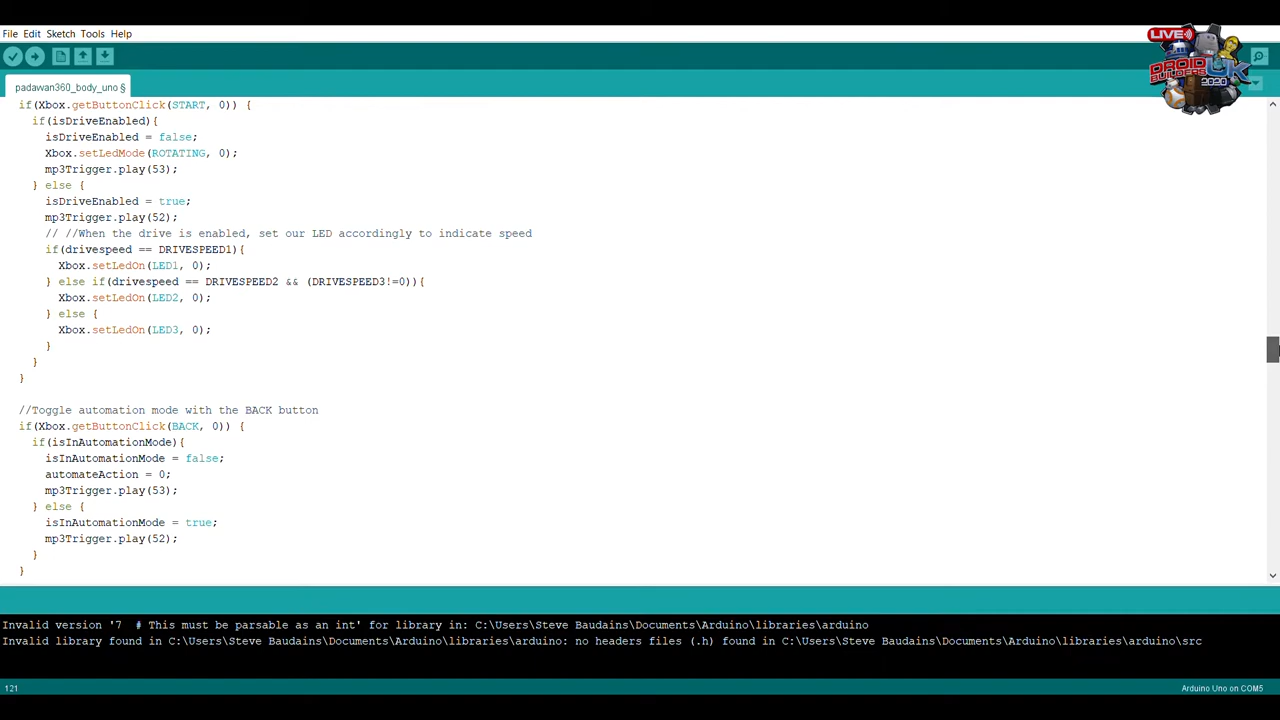 File Edit Sketch Tools Help
LIVE
DROID
BUILDERS
UK
2020
padawan360_body_uno §
if(Xbox.getButtonClick(START, 0)) {
if(isDriveEnabled){
isDriveEnabled = false;
Xbox.setLedMode(ROTATING, 0);
mp3Trigger.play(53);
} else {
isDriveEnabled = true;
mp3Trigger.play(52);
// //When the drive is enabled, set our LED accordingly to indicate speed
if(drivespeed == DRIVESPEED1){
Xbox.setLedOn(LED1, 0);
} else if(drivespeed == DRIVESPEED2 && (DRIVESPEED3!=0)){
Xbox.setLedOn(LED2, 0);
} else {
Xbox.setLedOn(LED3, 0);
}
}
}
//Toggle automation mode with the BACK button
if(Xbox.getButtonClick(BACK, 0)) {
if(isInAutomationMode){
isInAutomationMode = false;
automateAction = 0;
mp3Trigger.play(53);
} else {
isInAutomationMode = true;
mp3Trigger.play(52);
}
}
Invalid version '7  # This must be parsable as an int' for library in: C:\Users\Steve Baudains\Documents\Arduino\libraries\arduino
Invalid library found in C:\Users\Steve Baudains\Documents\Arduino\libraries\arduino: no headers files (.h) found in C:\Users\Steve Baudains\Documents\Arduino\libraries\arduino\src
121
Arduino Uno on COM5